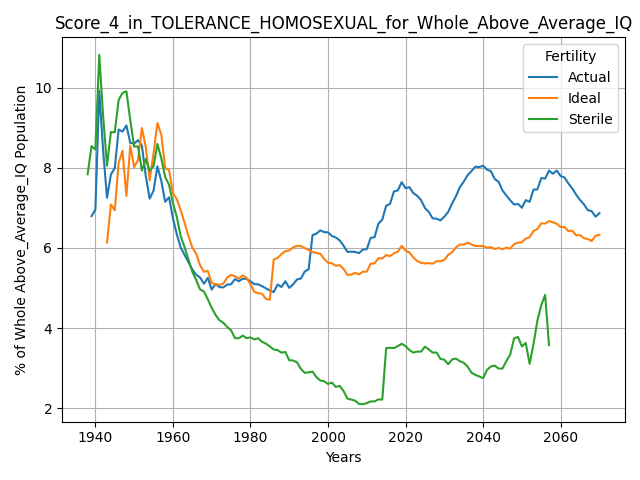 Score_4_in_TOLERANCE_HOMOSEXUAL_for_Whole_Above_Average_IQ
% of Whole Above_Average_IQ Population
10
8
6
4
2
Fertility
Actual
Ideal
Sterile
1940 1960 1980 2000 2020 2040 2060
Years